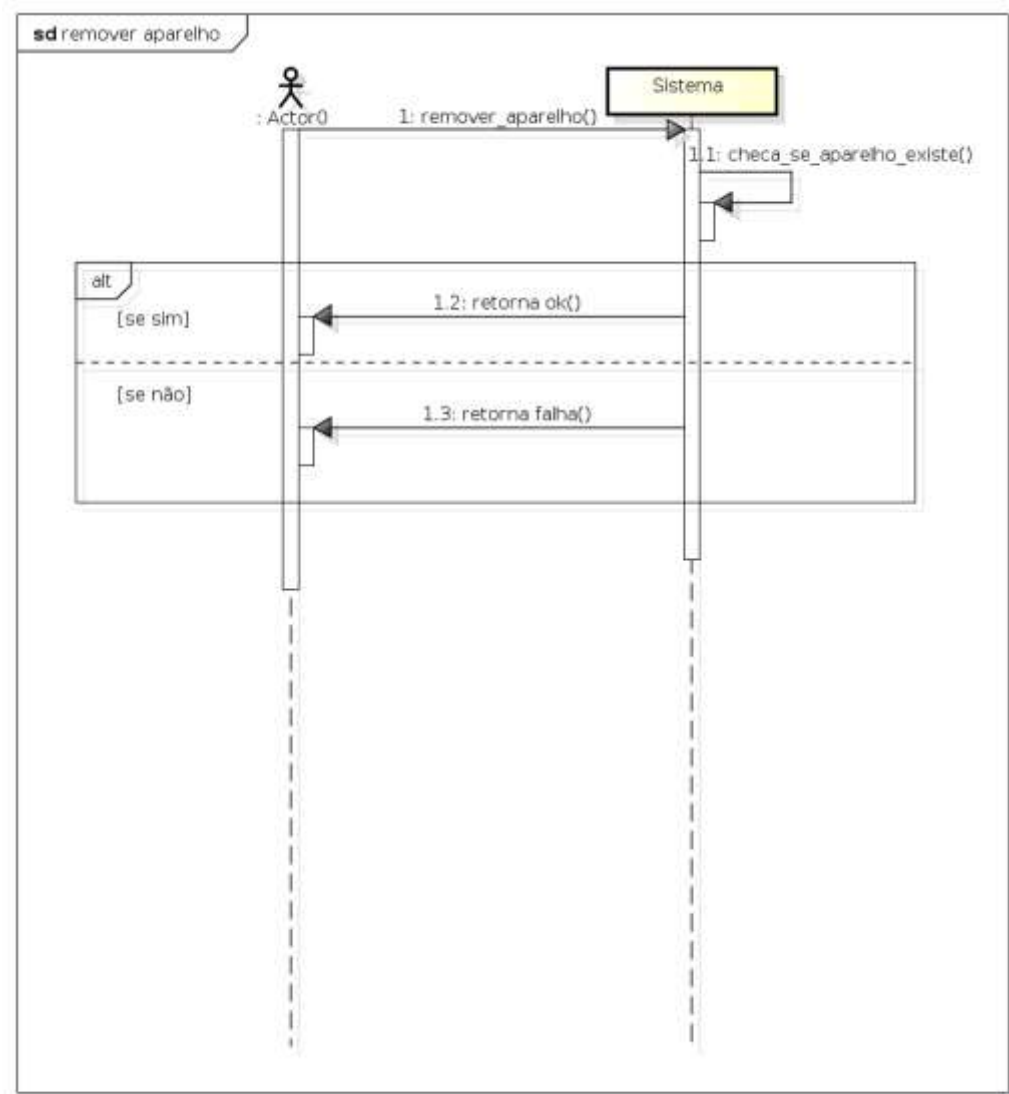 sd remover aparelho
: Actor0
Sistema
1: remover_aparelho()
1.1: checa_se_aparelho_existe()
alt
[se sim]
1.2: retorna ok()
[se não]
1.3: retorna falha()